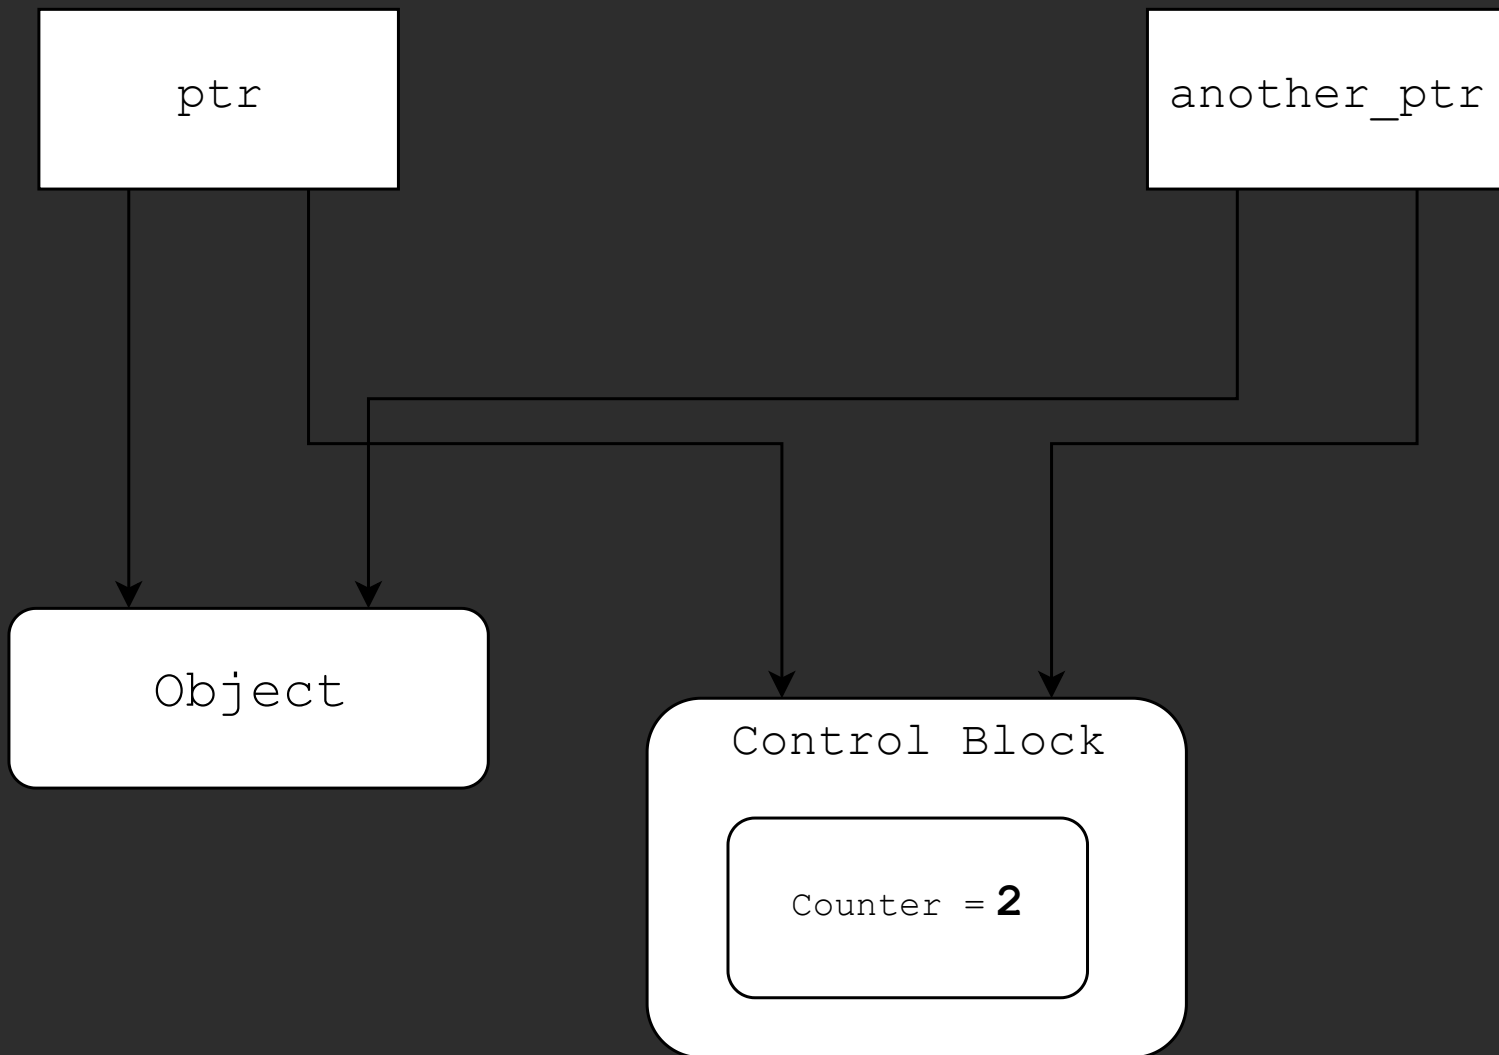 ptr
another_ptr
Object
Control Block
Counter = 2